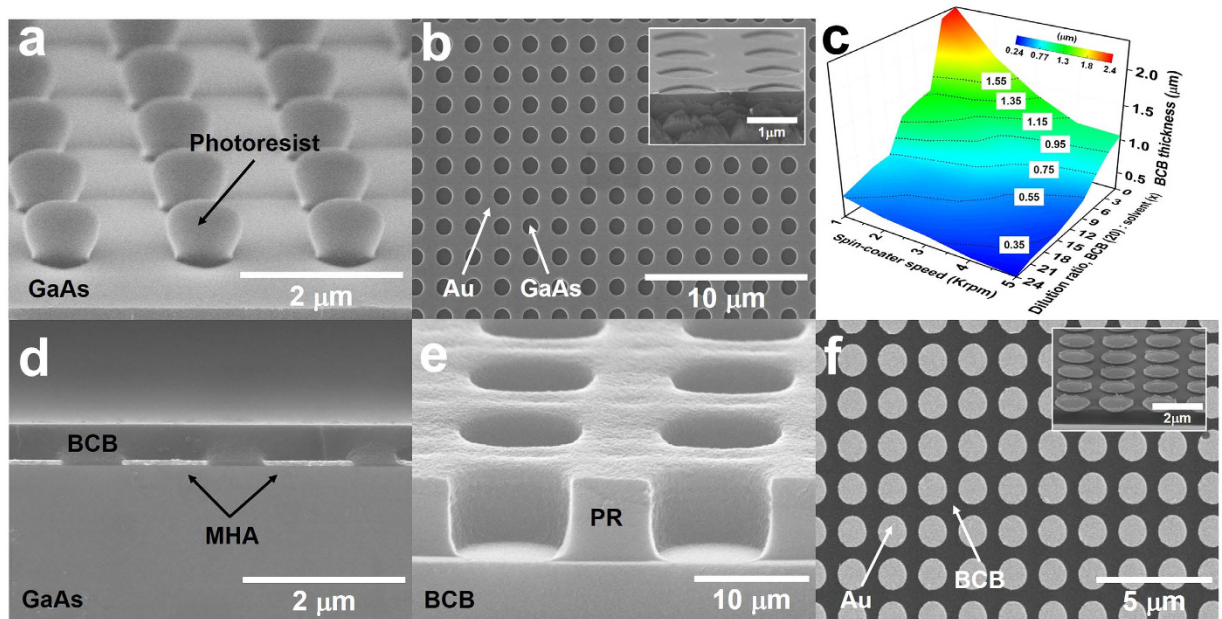 a
Photoresist
GaAs
2 μm
b
1μm
Au
GaAs
10 μm
c
(μm)
0.24 0.77 1.3 1.8 2.4
1.55
1.35
1.15
0.95
0.75
0.55
0.35
2.0
1.5
1.0
0.5
BCB thickness (μm)
0
3
6
9
12
15
18
21
24
Dilution ratio, BCB (20) : solvent (x)
1
2
3
4
5
Spin-coater speed (Krpm)
d
BCB
MHA
GaAs
2 μm
e
PR
BCB
10 μm
f
2μm
Au
BCB
5 μm